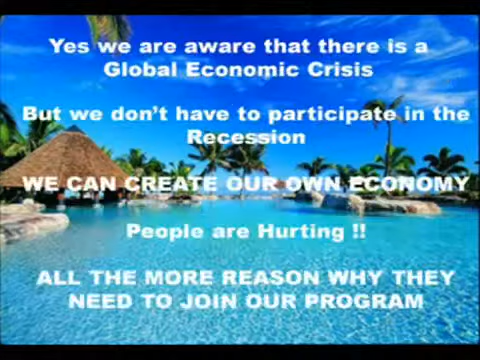 Yes we are aware that there is a
Global Economic Crisis
But we don't have to participate in the
Recession
WE CAN CREATE OUR OWN ECONOMY
People are Hurting !!
ALL THE MORE REASON WHY THEY
NEED TO JOIN OUR PROGRAM